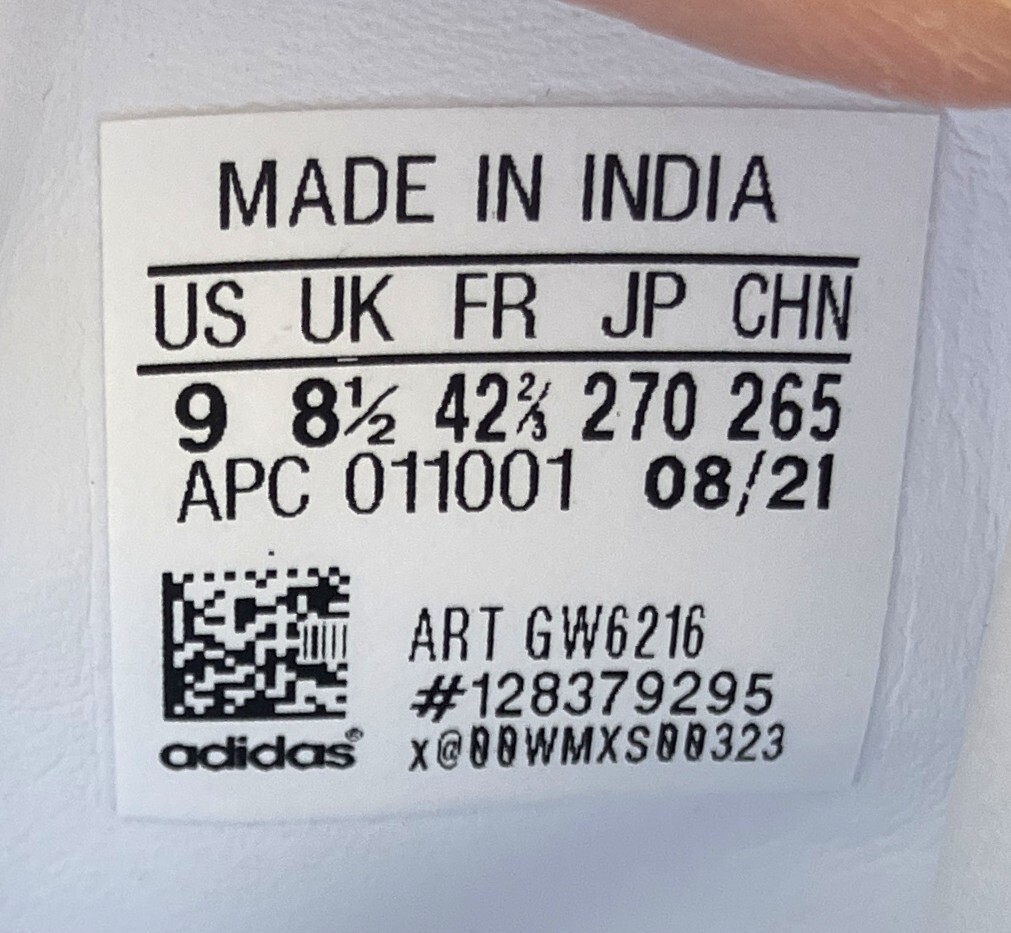 MADE IN INDIA
US UK FR JP CHN
9 8½ 42⅔ 270 265
APC 011001 08/21
ART GW6216
#128379295
adidas® x@00WMXS00323